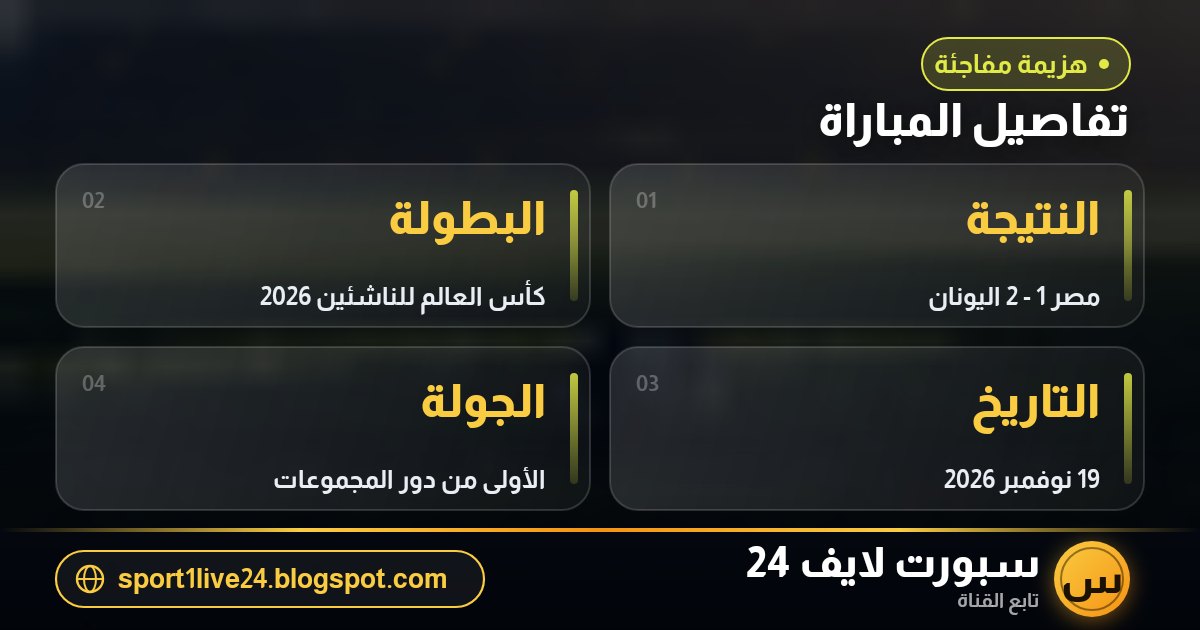 هزيمة مفاجئة
تفاصيل المباراة
01
النتيجة
مصر 1 - 2 اليونان
02
البطولة
كأس العالم للناشئين 2026
03
التاريخ
19 نوفمبر 2026
04
الجولة
الأولى من دور المجموعات
س
سبورت لايف 24
تابع القناة
sport1live24.blogspot.com